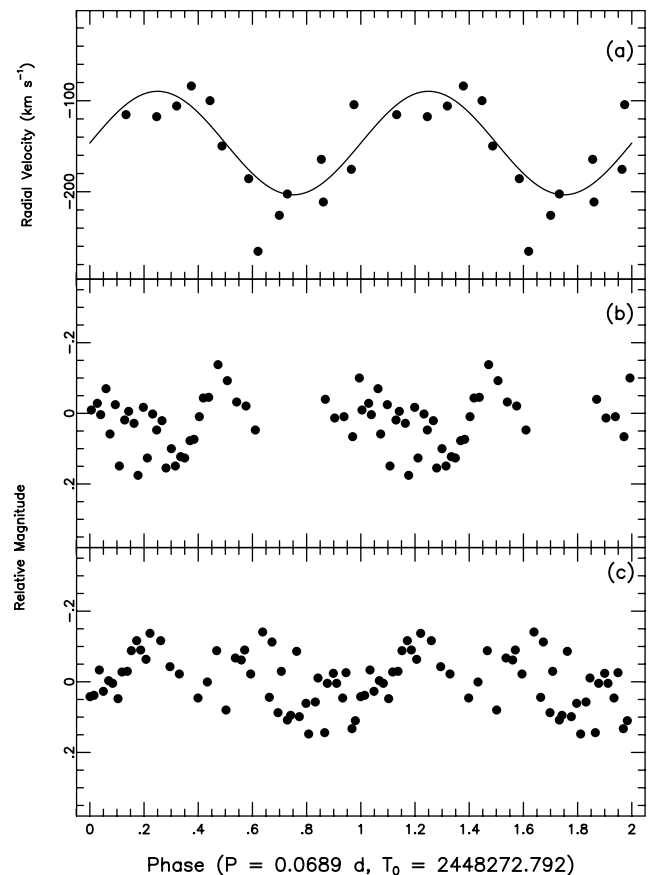 (a)
Radial Velocity (km s⁻¹)
-100
-200
(b)
-.2
0
.2
Relative Magnitude
(c)
-.2
0
.2
0 .2 .4 .6 .8 1 1.2 1.4 1.6 1.8 2
Phase (P = 0.0689 d, T₀ = 2448272.792)